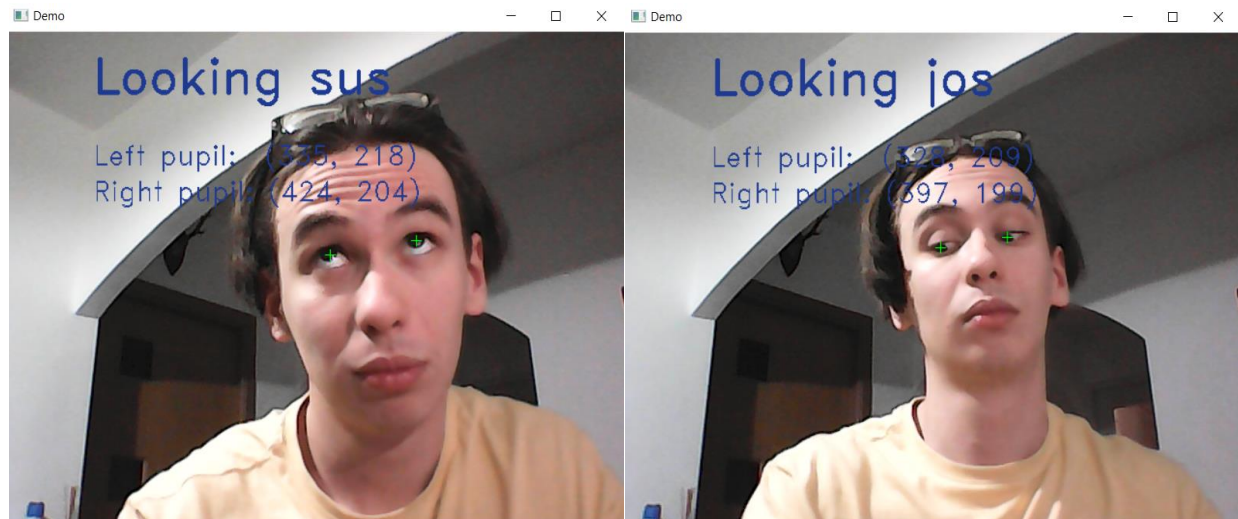 Demo
Looking sus
Left pupil: (335, 218)
Right pupil: (424, 204)
Demo
Looking jos
Left pupil: (328, 209)
Right pupil: (397, 199)